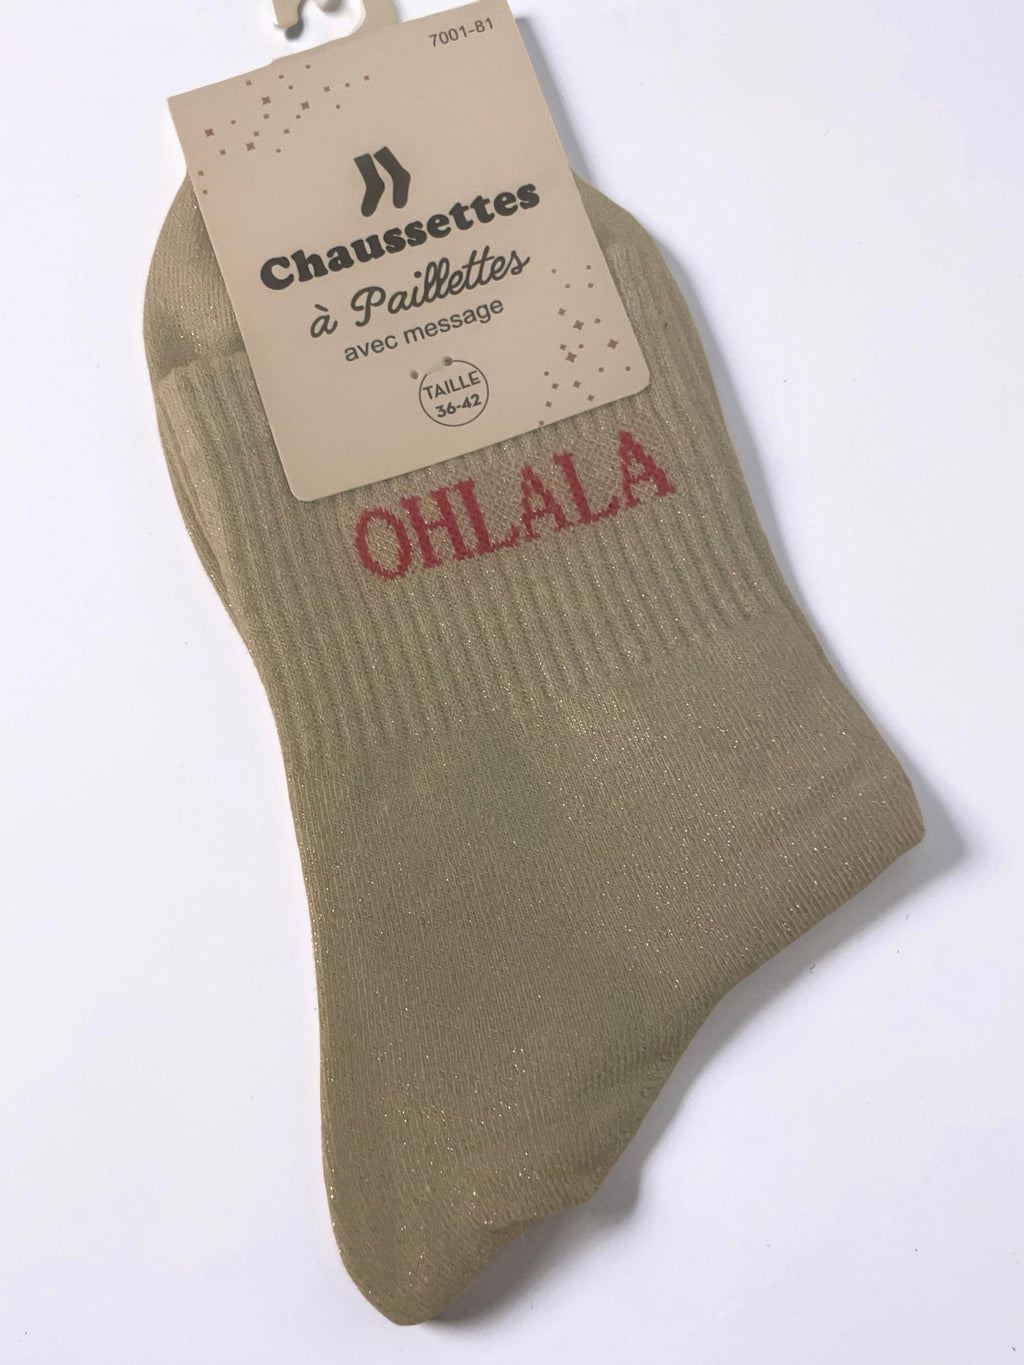 7001-81
Chaussettes
à Paillettes
avec message
TAILLE
36-42
OHLALA